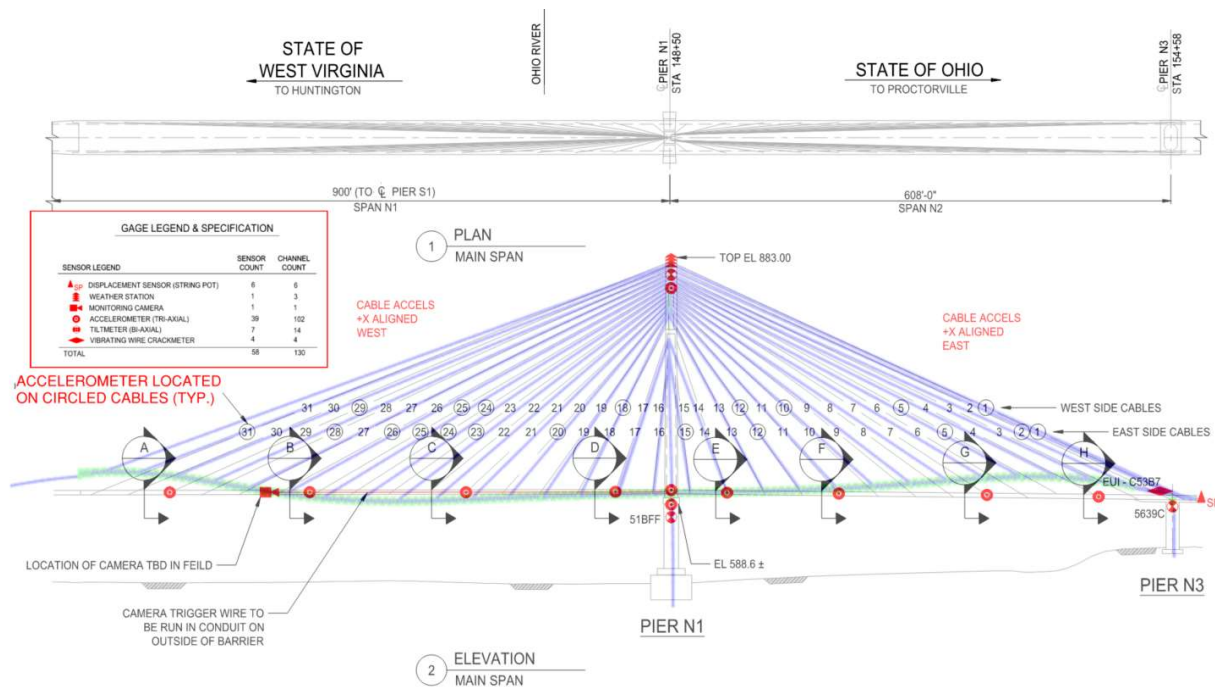 STATE OF
WEST VIRGINIA
TO HUNTINGTON
OHIO RIVER
℄ PIER N1
STA 148+50
STATE OF OHIO
TO PROCTORVILLE
℄ PIER N3
STA 154+58
900' (TO ℄ PIER S1)
SPAN N1
608'-0"
SPAN N2
1 PLAN
MAIN SPAN
GAGE LEGEND & SPECIFICATION
SENSOR LEGEND SENSOR COUNT CHANNEL COUNT
SP DISPLACEMENT SENSOR (STRING POT) 6 6
WEATHER STATION 1 3
MONITORING CAMERA 1 1
ACCELEROMETER (TRI-AXIAL) 39 102
TILTMETER (BI-AXIAL) 7 14
VIBRATING WIRE CRACKMETER 4 4
TOTAL 58 130
TOP EL 883.00
CABLE ACCELS
+X ALIGNED
WEST
CABLE ACCELS
+X ALIGNED
EAST
ACCELEROMETER LOCATED
ON CIRCLED CABLES (TYP.)
31 30 29 28 27 26 25 24 23 22 21 20 19 18 17 16 15 14 13 12 11 10 9 8 7 6 5 4 3 2 1 WEST SIDE CABLES
31 30 29 28 27 26 25 24 23 22 21 20 19 18 17 16 15 14 13 12 11 10 9 8 7 6 5 4 3 2 1 EAST SIDE CABLES
A B C D E F G H
EUI - C53B7
SP
51BFF
5639C
LOCATION OF CAMERA TBD IN FEILD
EL 588.6 ±
CAMERA TRIGGER WIRE TO
BE RUN IN CONDUIT ON
OUTSIDE OF BARRIER
PIER N1
PIER N3
2 ELEVATION
MAIN SPAN